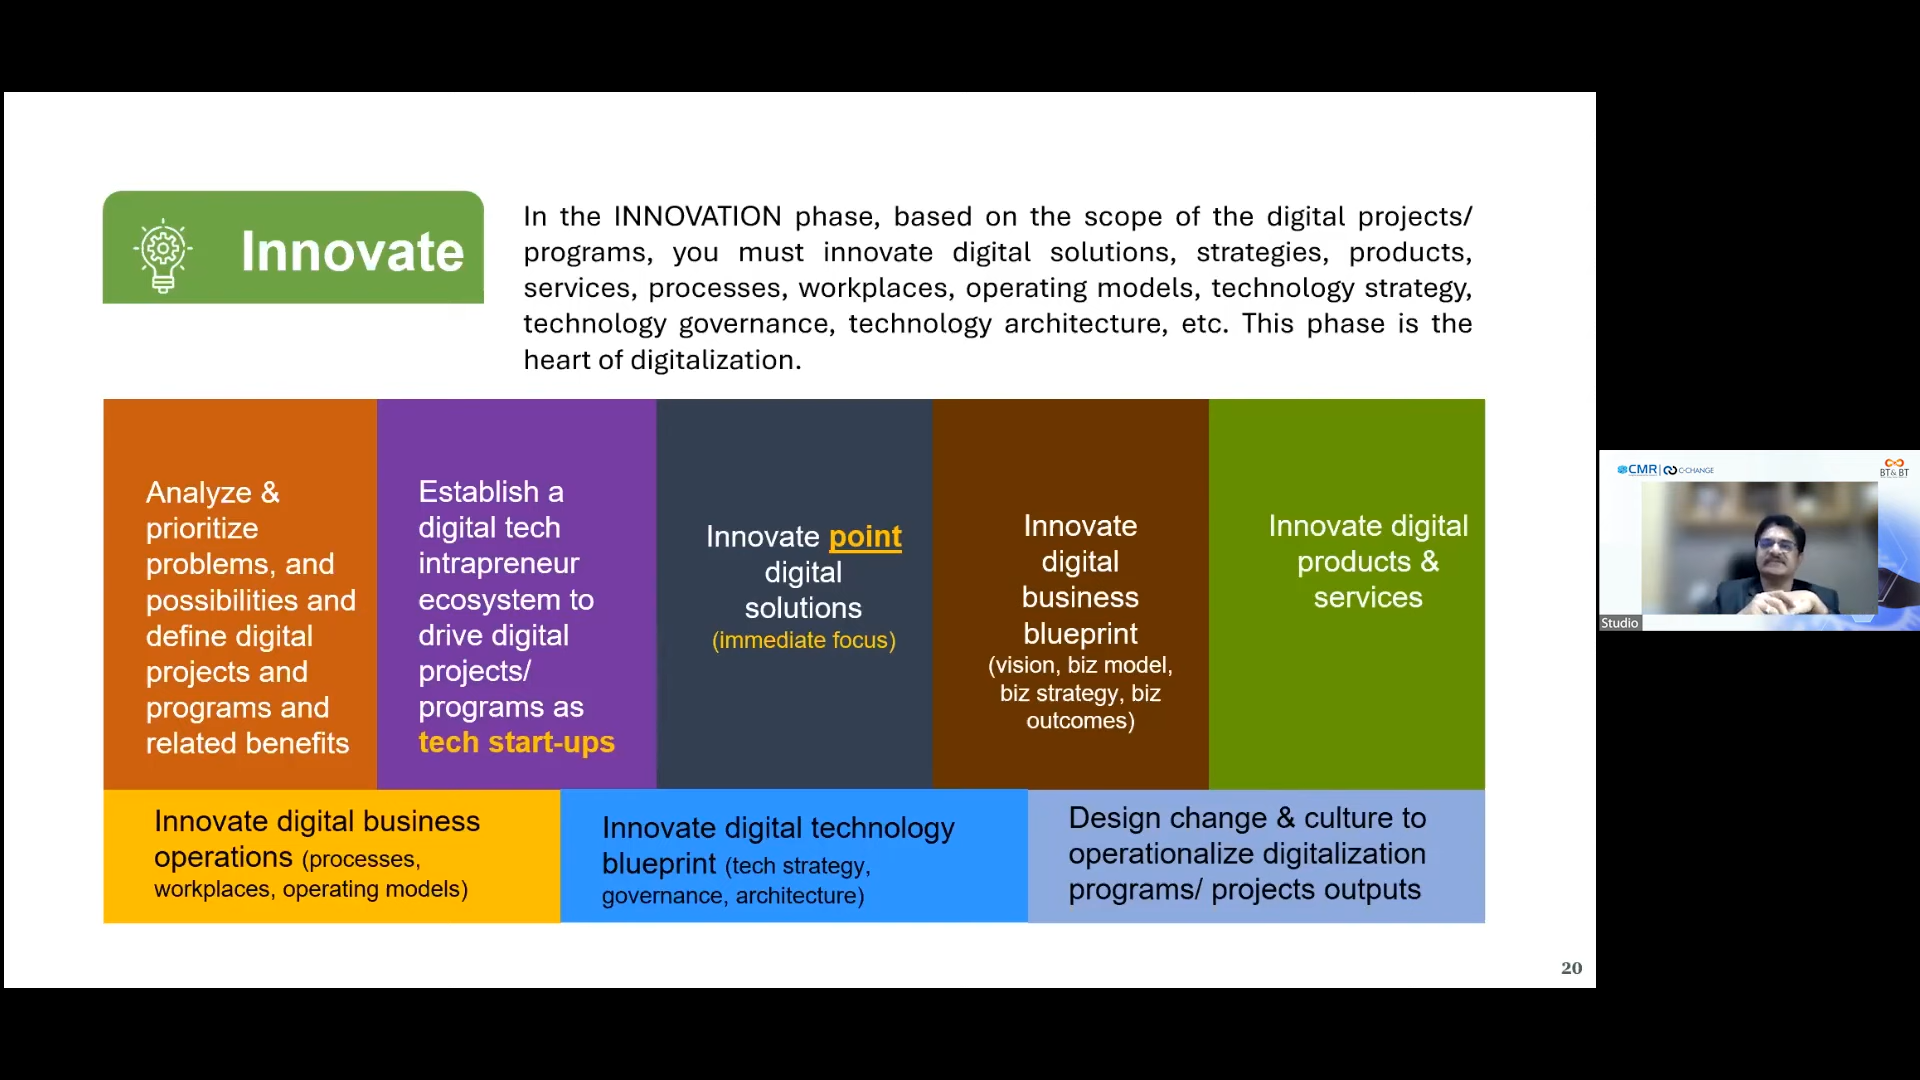 Innovate
In the INNOVATION phase, based on the scope of the digital projects/
programs, you must innovate digital solutions, strategies, products,
services, processes, workplaces, operating models, technology strategy,
technology governance, technology architecture, etc. This phase is the
heart of digitalization.
Analyze &
prioritize
problems, and
possibilities and
define digital
projects and
programs and
related benefits
Establish a
digital tech
intrapreneur
ecosystem to
drive digital
projects/
programs as
tech start-ups
Innovate point
digital
solutions
(immediate focus)
Innovate
digital
business
blueprint
(vision, biz model,
biz strategy, biz
outcomes)
Innovate digital
products &
services
Innovate digital business
operations (processes,
workplaces, operating models)
Innovate digital technology
blueprint (tech strategy,
governance, architecture)
Design change & culture to
operationalize digitalization
programs/ projects outputs
20
CMR C-CHANGE
BT&BT
Studio